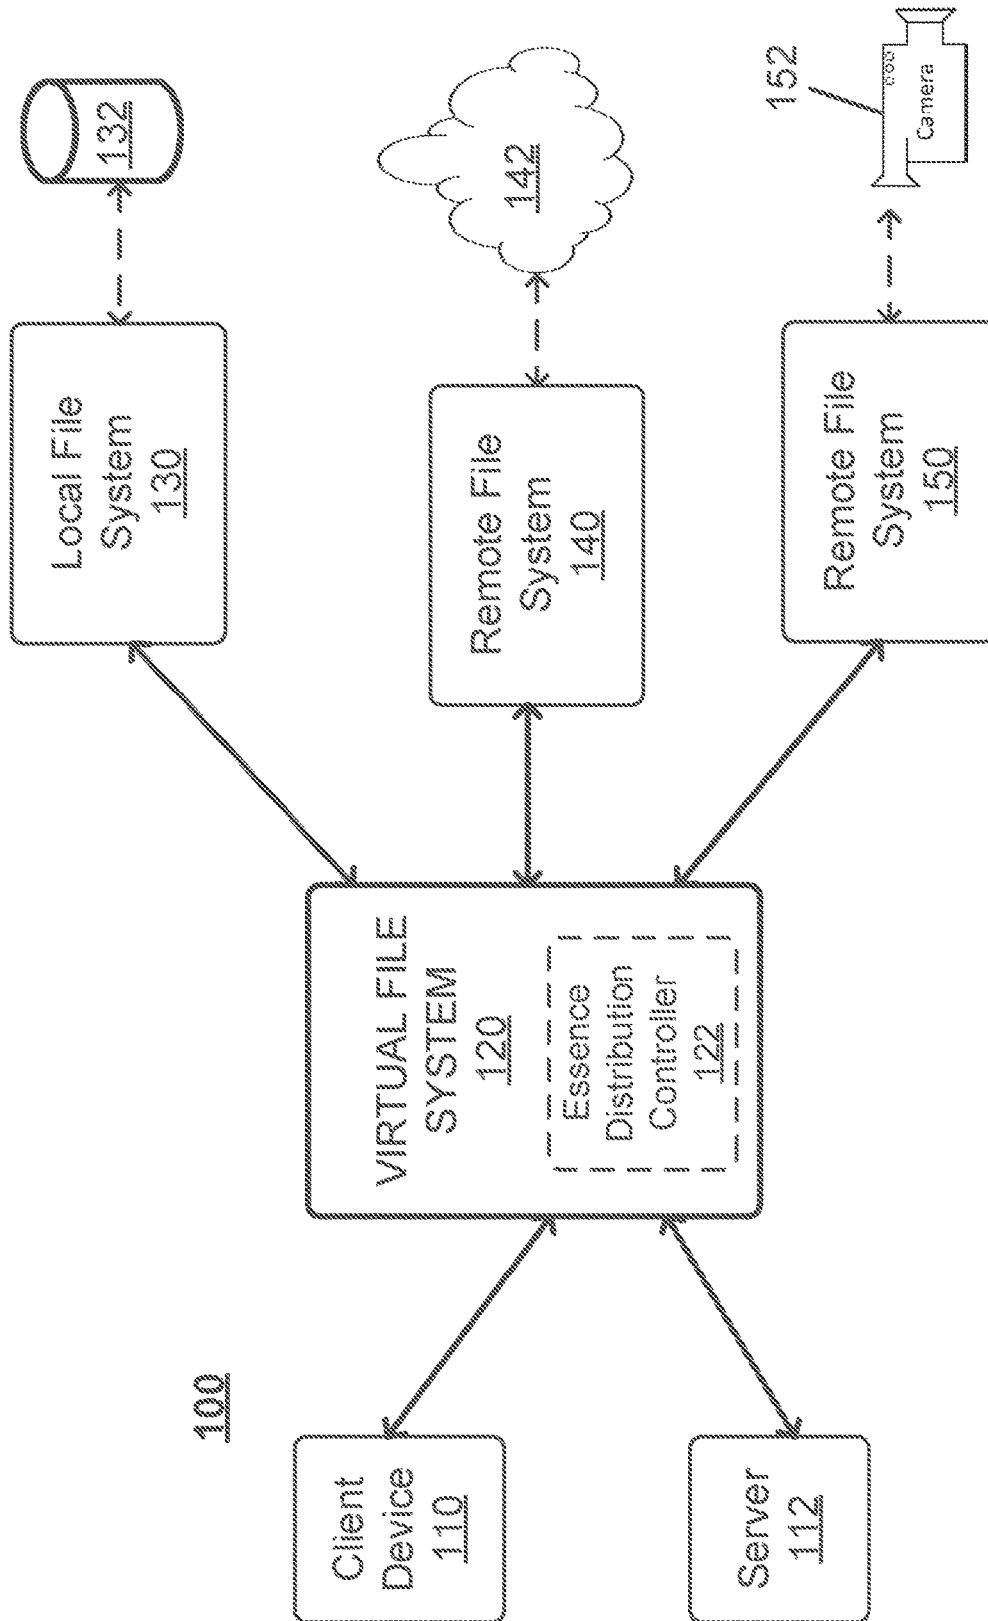 100
Client
Device
110
Server
112
VIRTUAL FILE
SYSTEM
120
Essence
Distribution
Controller
122
Local File
System
130
132
Remote File
System
140
142
Remote File
System
150
152
Camera